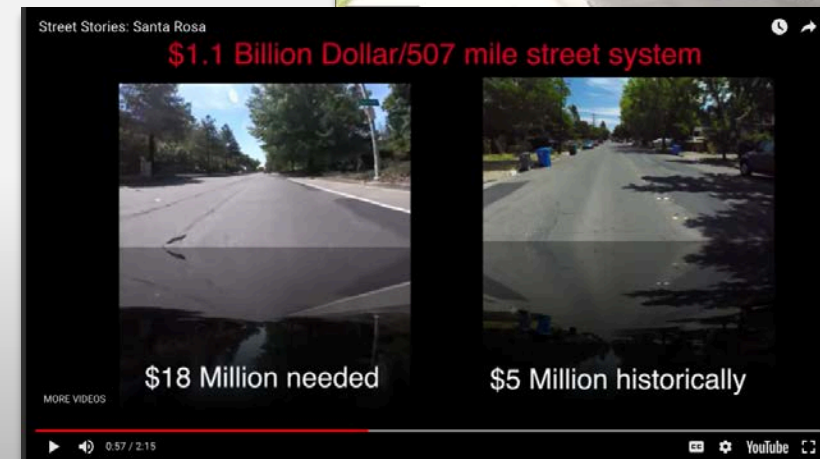 Street Stories: Santa Rosa
$1.1 Billion Dollar/507 mile street system
$18 Million needed
$5 Million historically
MORE VIDEOS
0:57 / 2:15
CC
YouTube